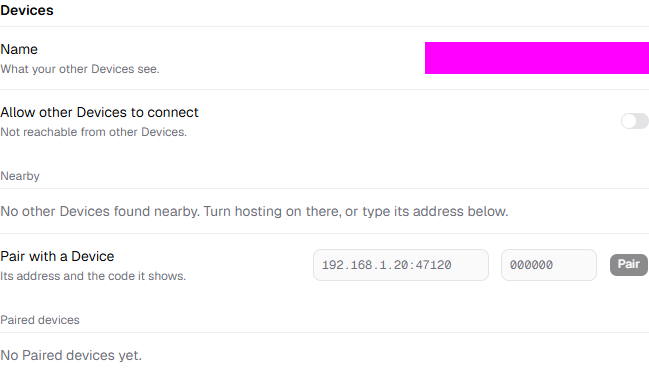 Devices
Name
What your other Devices see.
Allow other Devices to connect
Not reachable from other Devices.
Nearby
No other Devices found nearby. Turn hosting on there, or type its address below.
Pair with a Device
Its address and the code it shows.
192.168.1.20:47120
000000
Pair
Paired devices
No Paired devices yet.